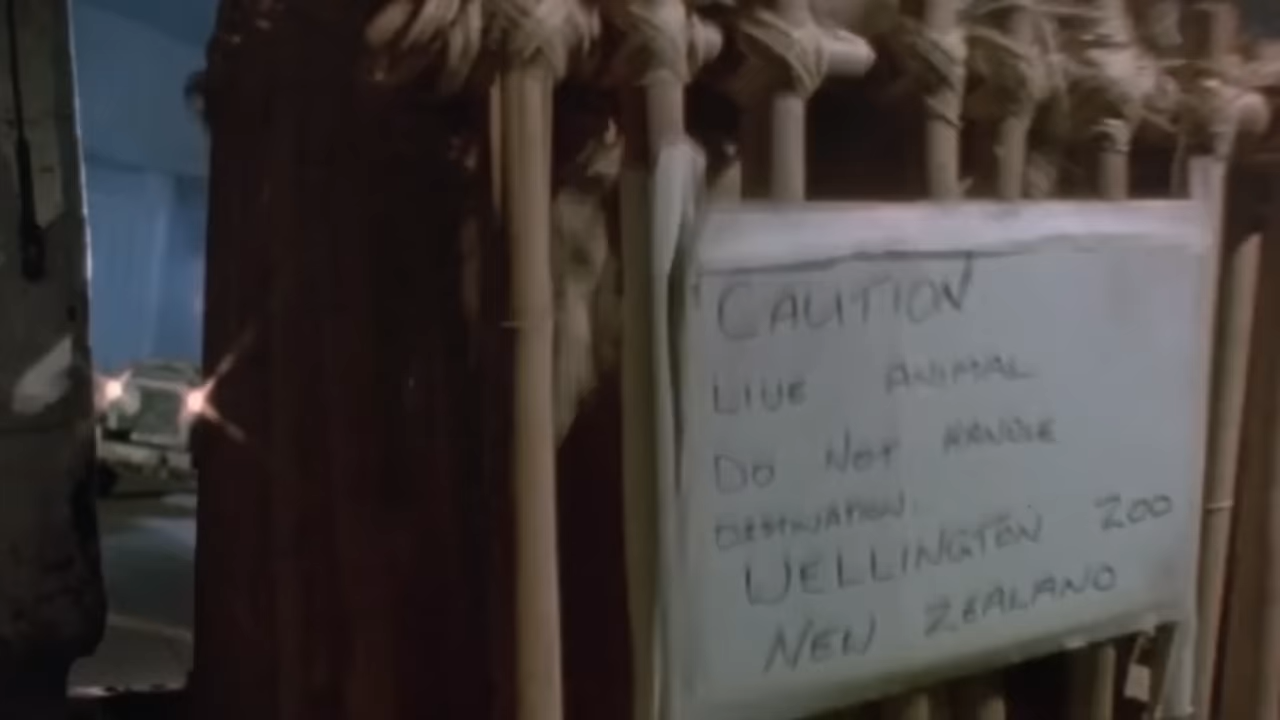 CAUTION
LIVE ANIMAL
DO NOT HANDLE
DESTINATION.
WELLINGTON ZOO
NEW ZEALAND